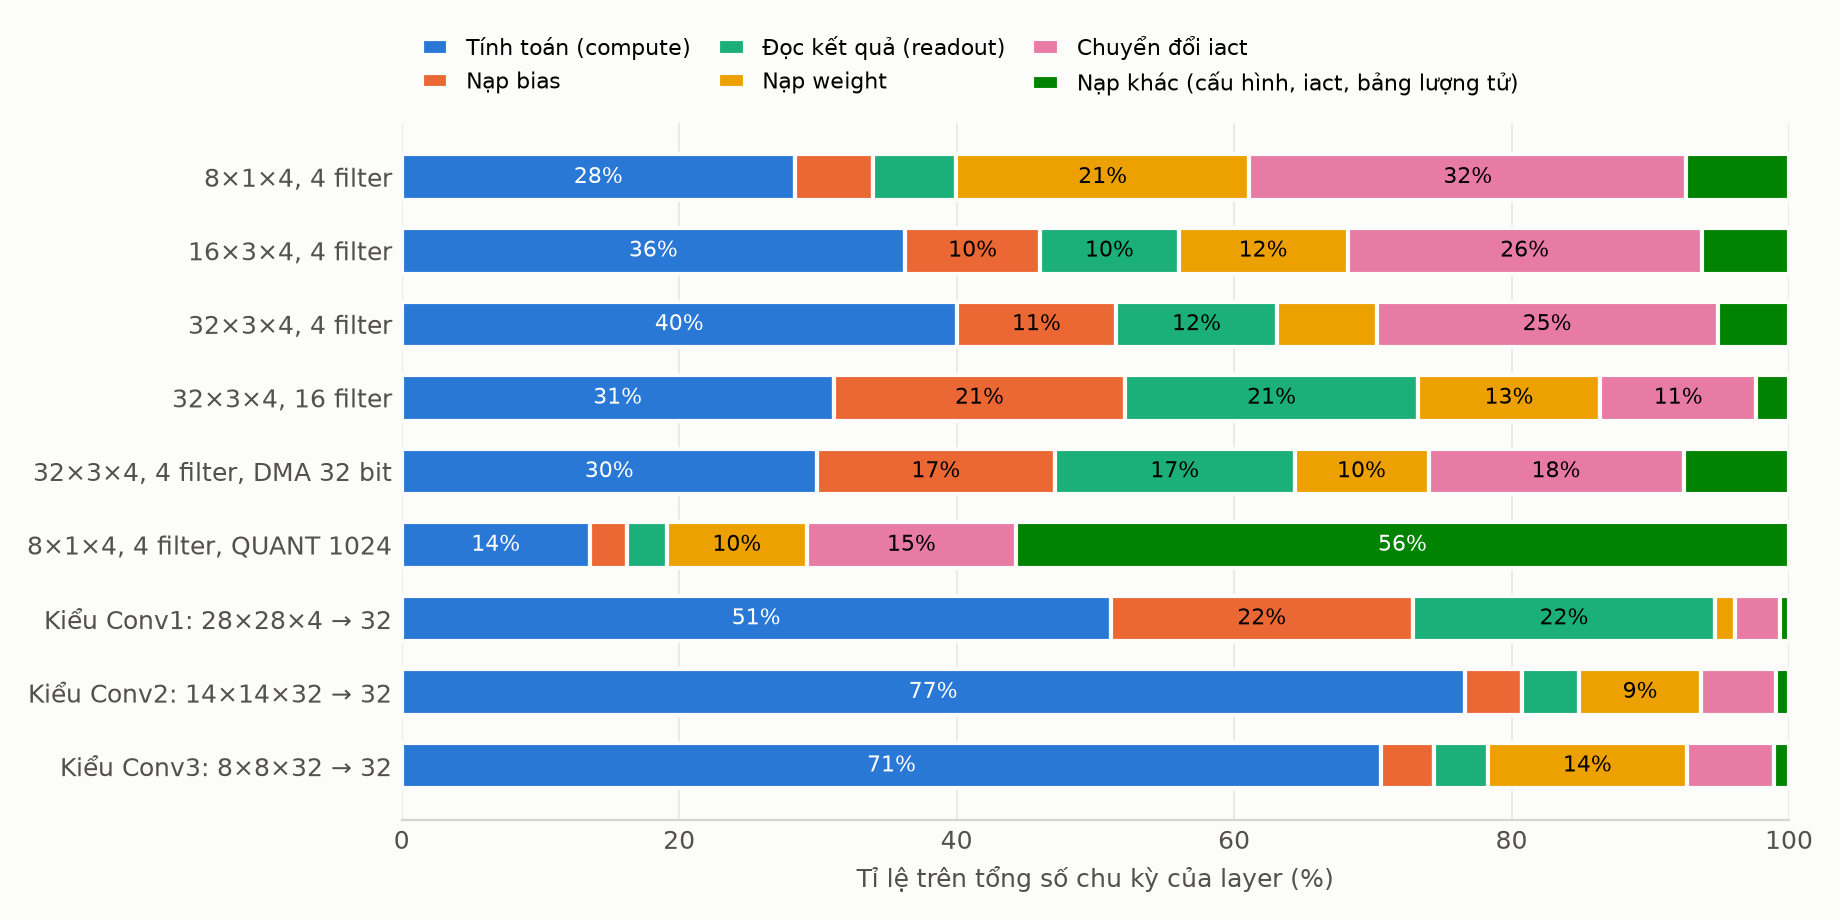 Tính toán (compute) Đọc kết quả (readout) Chuyển đổi iact
Nạp bias Nạp weight Nạp khác (cấu hình, iact, bảng lượng tử)
8×1×4, 4 filter 28% 21% 32%
16×3×4, 4 filter 36% 10% 10% 12% 26%
32×3×4, 4 filter 40% 11% 12% 25%
32×3×4, 16 filter 31% 21% 21% 13% 11%
32×3×4, 4 filter, DMA 32 bit 30% 17% 17% 10% 18%
8×1×4, 4 filter, QUANT 1024 14% 10% 15% 56%
Kiểu Conv1: 28×28×4 → 32 51% 22% 22%
Kiểu Conv2: 14×14×32 → 32 77% 9%
Kiểu Conv3: 8×8×32 → 32 71% 14%
0 20 40 60 80 100
Tỉ lệ trên tổng số chu kỳ của layer (%)